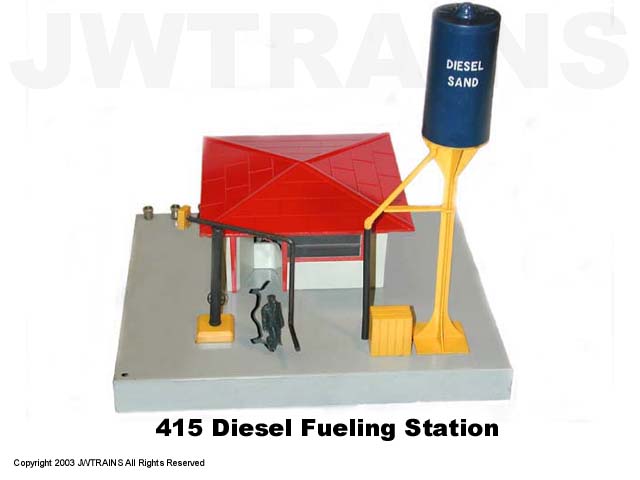 JWTRAINS
DIESEL
SAND
415 Diesel Fueling Station
Copyright 2003 JWTRAINS All Rights Reserved